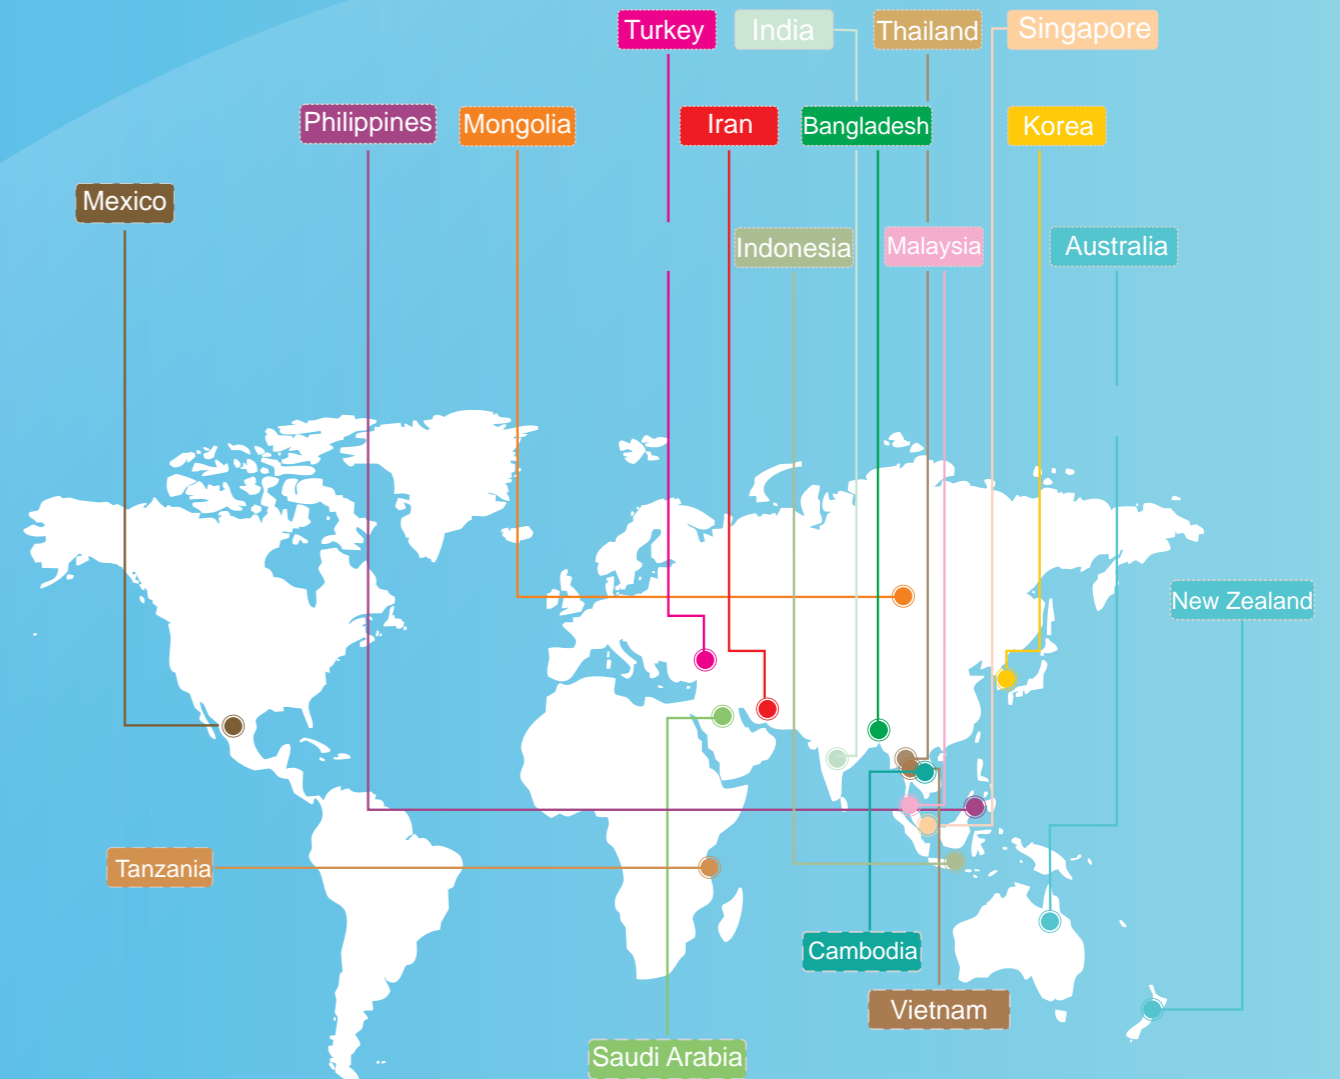 Turkey
India
Thailand
Singapore
Philippines
Mongolia
Iran
Bangladesh
Korea
Mexico
Indonesia
Malaysia
Australia
New Zealand
Tanzania
Cambodia
Vietnam
Saudi Arabia